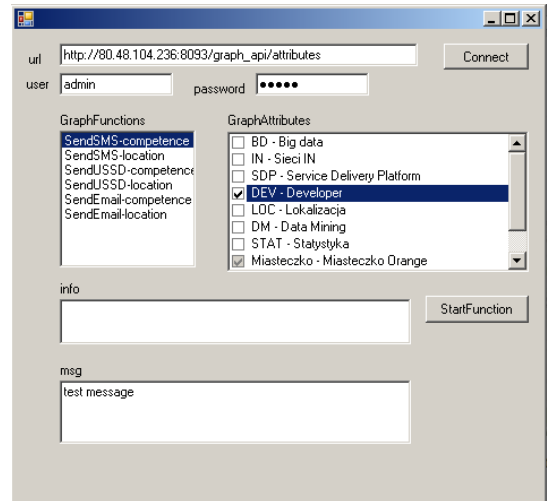 url
http://80.48.104.236:8093/graph_api/attributes
Connect
user
admin
password
●●●●●
GraphFunctions
SendSMS-competence
SendSMS-location
SendUSSD-competence
SendUSSD-location
SendEmail-competence
SendEmail-location
GraphAttributes
BD - Big data
IN - Sieci IN
SDP - Service Delivery Platform
DEV - Developer
LOC - Lokalizacja
DM - Data Mining
STAT - Statystyka
Miasteczko - Miasteczko Orange
info
StartFunction
msg
test message